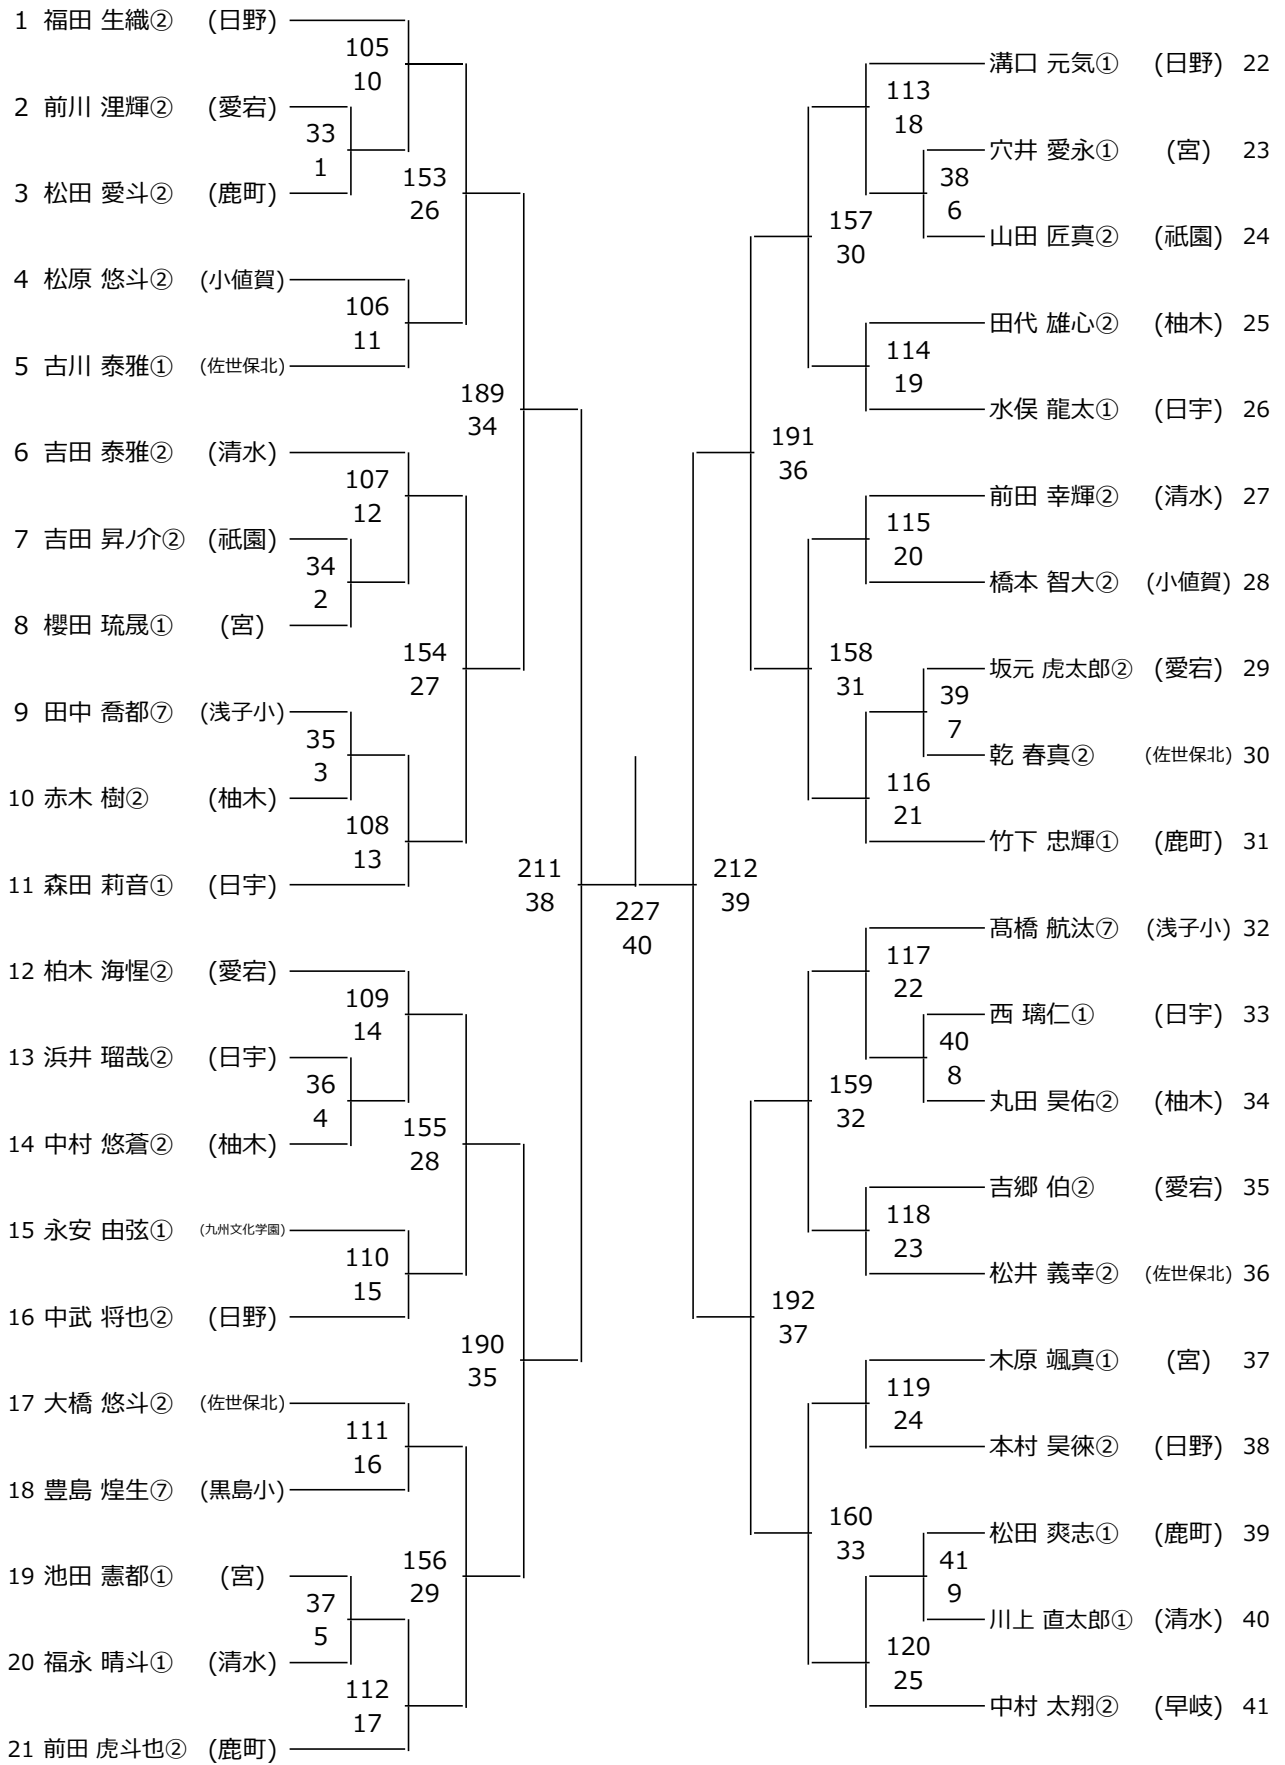 1 福田 生織② (日野)
105
10
2 前川 浬輝② (愛宕)
33
1
3 松田 愛斗② (鹿町)
153
26
4 松原 悠斗② (小値賀)
106
11
5 古川 泰雅① (佐世保北)
189
34
6 吉田 泰雅② (清水)
107
12
7 吉田 昇ノ介② (祇園)
34
2
8 櫻田 琉晟① (宮)
154
27
9 田中 喬都⑦ (浅子小)
35
3
10 赤木 樹② (柚木)
108
13
11 森田 莉音① (日宇)
211
38
12 柏木 海惺② (愛宕)
109
14
13 浜井 瑠哉② (日宇)
36
4
14 中村 悠蒼② (柚木)
155
28
15 永安 由弦① (九州文化学園)
110
15
16 中武 将也② (日野)
190
35
17 大橋 悠斗② (佐世保北)
111
16
18 豊島 煌生⑦ (黒島小)
19 池田 憲都① (宮)
156
29
37
5
20 福永 晴斗① (清水)
112
17
21 前田 虎斗也② (鹿町)
227
40
溝口 元気① (日野) 22
113
18
穴井 愛永① (宮) 23
38
6
山田 匠真② (祇園) 24
157
30
田代 雄心② (柚木) 25
114
19
水俣 龍太① (日宇) 26
191
36
前田 幸輝② (清水) 27
115
20
橋本 智大② (小値賀) 28
坂元 虎太郎② (愛宕) 29
158
31
39
7
乾 春真② (佐世保北) 30
116
21
竹下 忠輝① (鹿町) 31
212
39
髙橋 航汰⑦ (浅子小) 32
117
22
西 璃仁① (日宇) 33
40
8
丸田 昊佑② (柚木) 34
159
32
吉郷 伯② (愛宕) 35
118
23
松井 義幸② (佐世保北) 36
192
37
木原 颯真① (宮) 37
119
24
本村 昊徠② (日野) 38
160
33
松田 爽志① (鹿町) 39
41
9
川上 直太郎① (清水) 40
120
25
中村 太翔② (早岐) 41